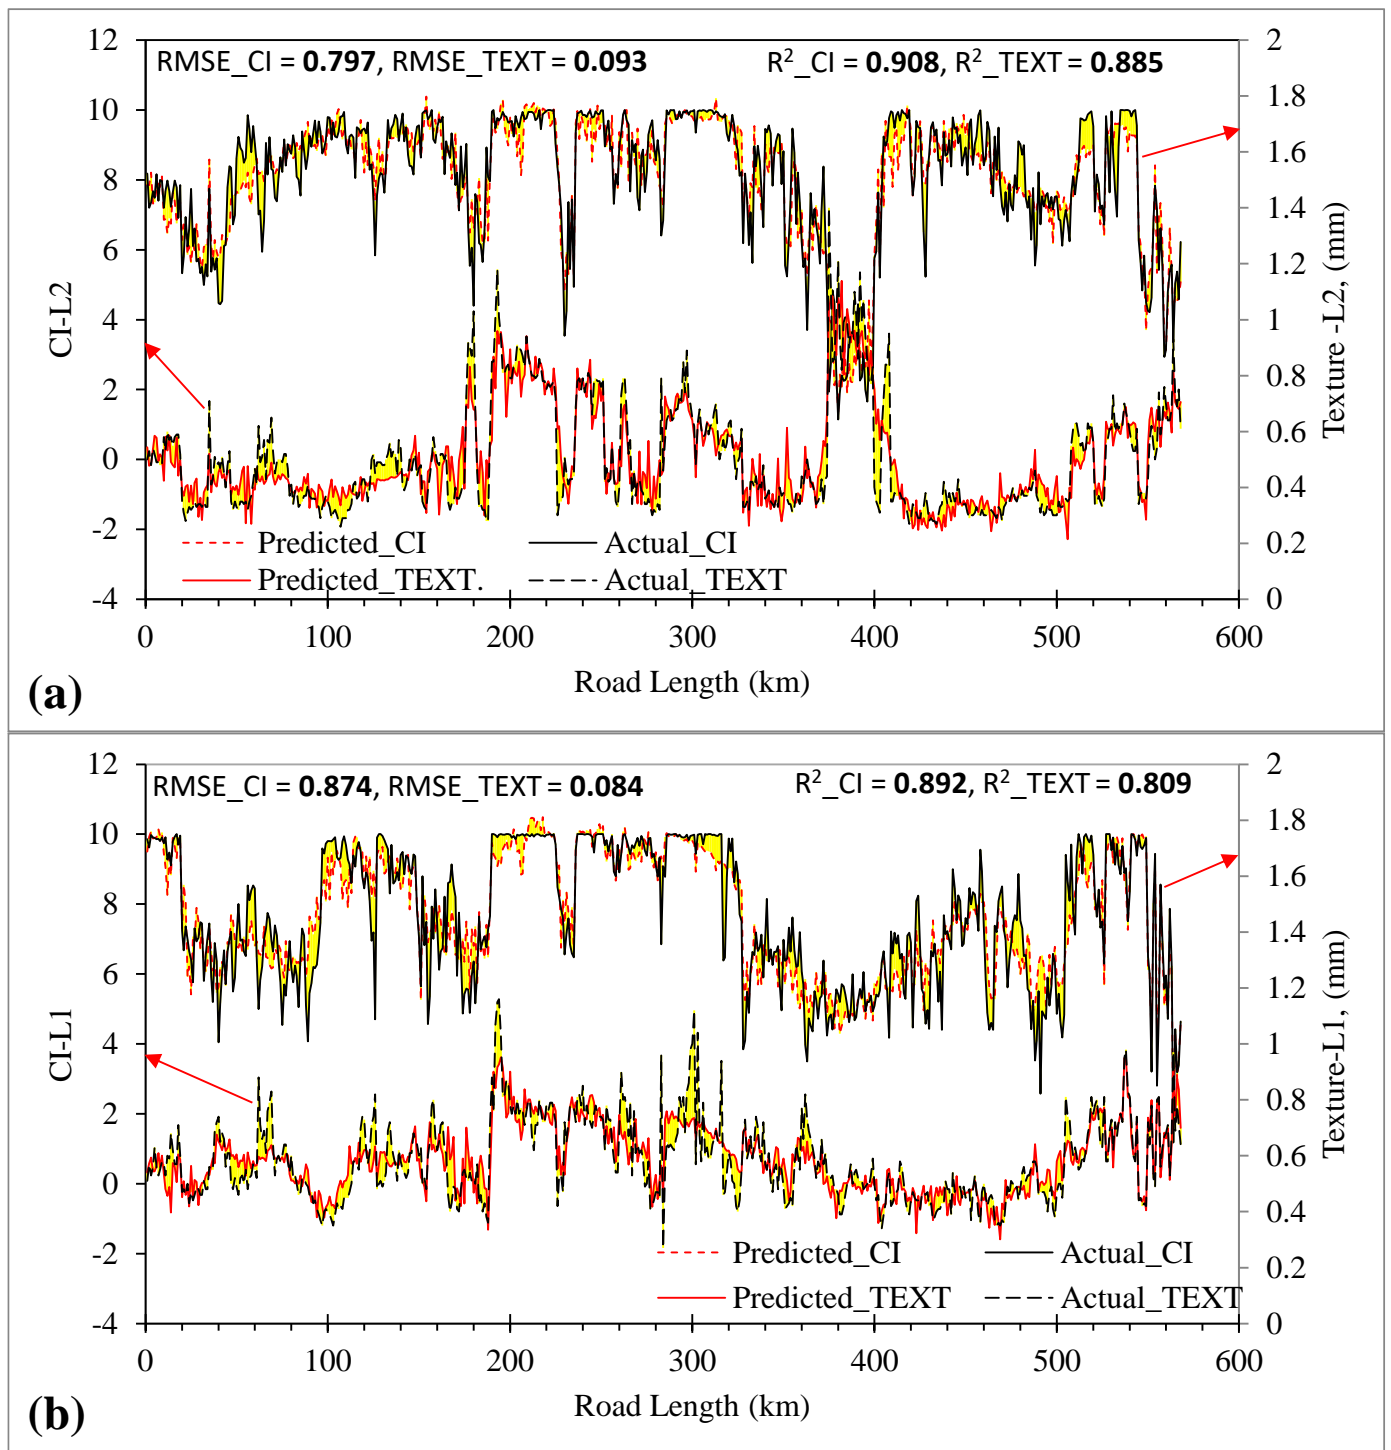 RMSE_CI = 0.797, RMSE_TEXT = 0.093 R²_CI = 0.908, R²_TEXT = 0.885
12
10
8
6
4
2
0
-2
-4
CI-L2
2
1.8
1.6
1.4
1.2
1
0.8
0.6
0.4
0.2
0
Texture -L2, (mm)
Predicted_CI Actual_CI
Predicted_TEXT. Actual_TEXT
0 100 200 300 400 500 600
Road Length (km)
(a)
RMSE_CI = 0.874, RMSE_TEXT = 0.084 R²_CI = 0.892, R²_TEXT = 0.809
12
10
8
6
4
2
0
-2
-4
CI-L1
2
1.8
1.6
1.4
1.2
1
0.8
0.6
0.4
0.2
0
Texture-L1, (mm)
Predicted_CI Actual_CI
Predicted_TEXT Actual_TEXT
0 100 200 300 400 500 600
Road Length (km)
(b)